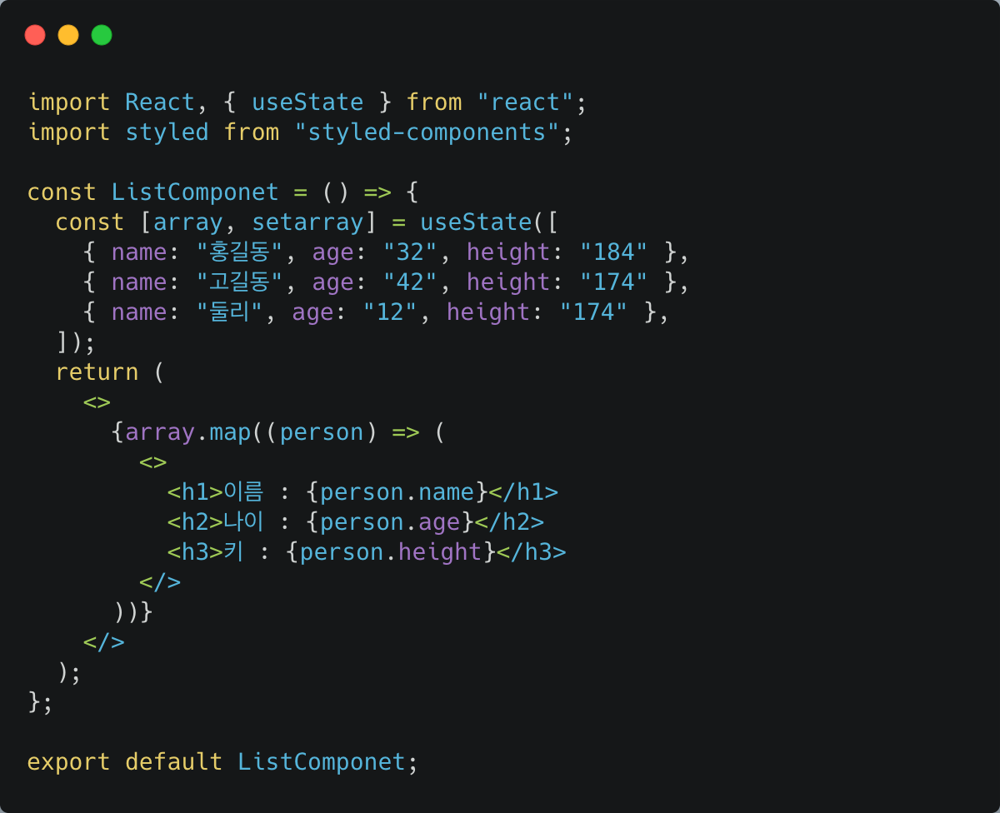 import React, { useState } from "react";
import styled from "styled-components";
const ListComponet = () => {
const [array, setarray] = useState([
{ name: "홍길동", age: "32", height: "184" },
{ name: "고길동", age: "42", height: "174" },
{ name: "둘리", age: "12", height: "174" },
]);
return (
<>
{array.map((person) => (
<>
<h1>이름 : {person.name}</h1>
<h2>나이 : {person.age}</h2>
<h3>키 : {person.height}</h3>
</>
))}
</>
);
};
export default ListComponet;